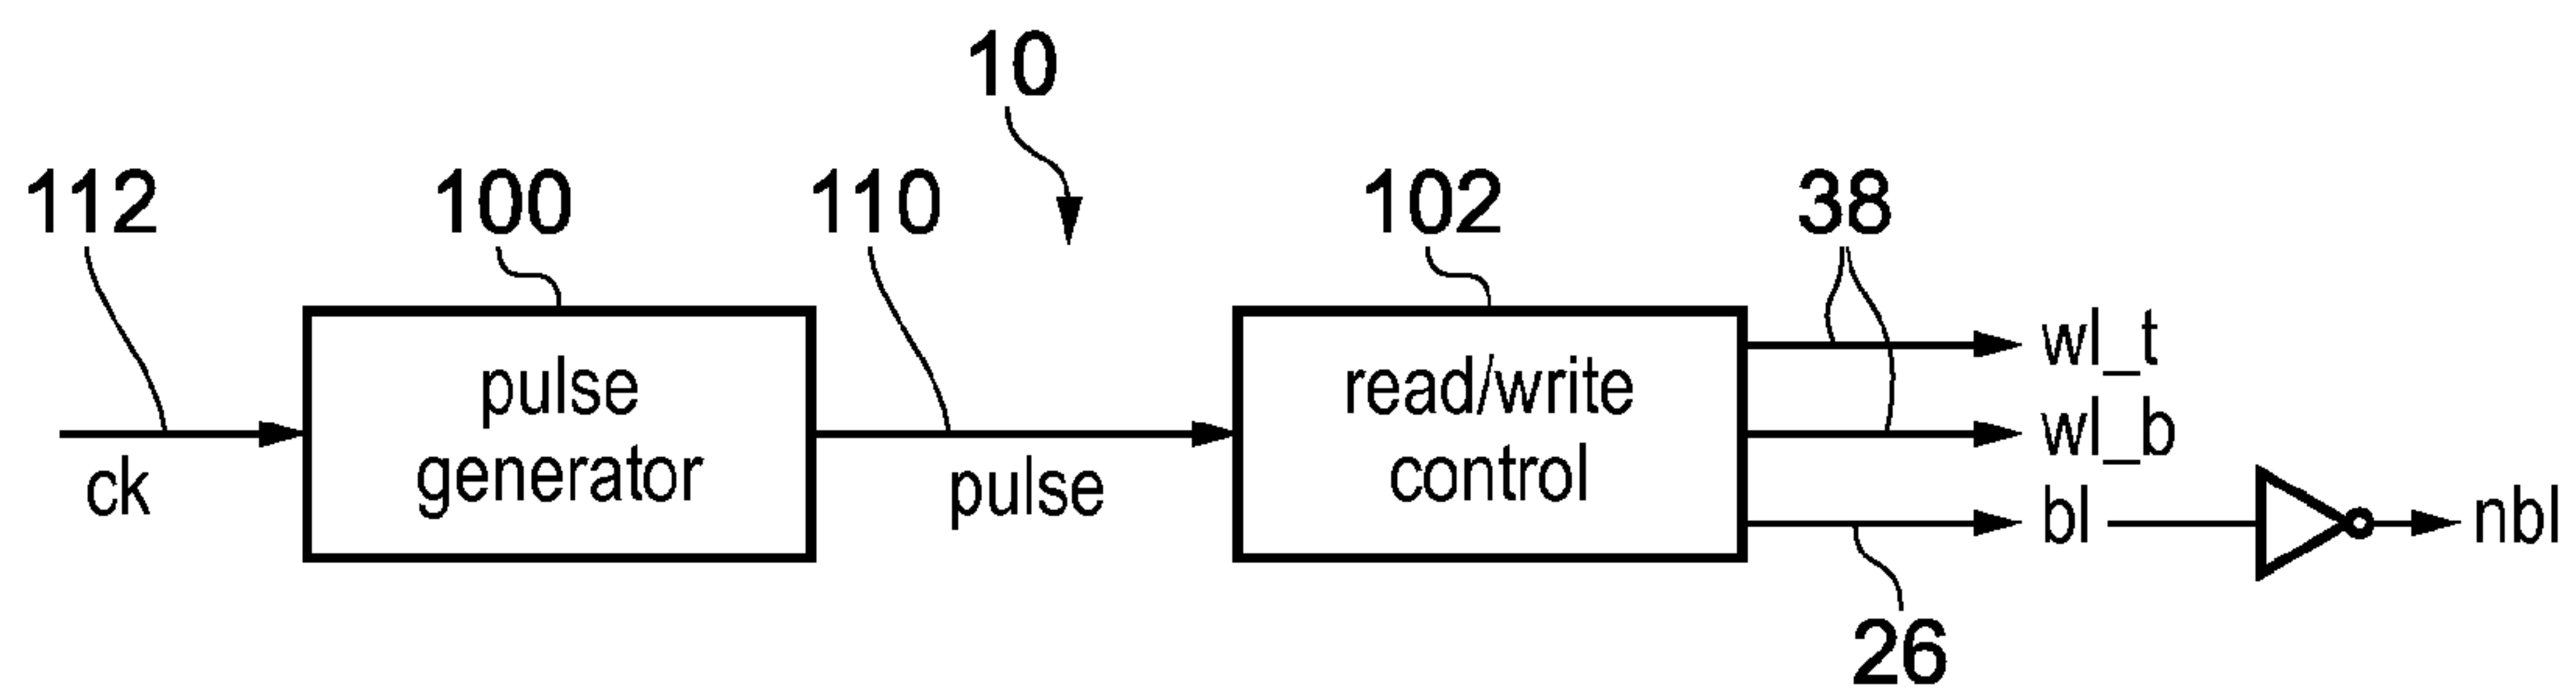 10
112
100
110
102
38
pulse
generator
read/write
control
wl_t
wl_b
ck
pulse
bl
nbl
26